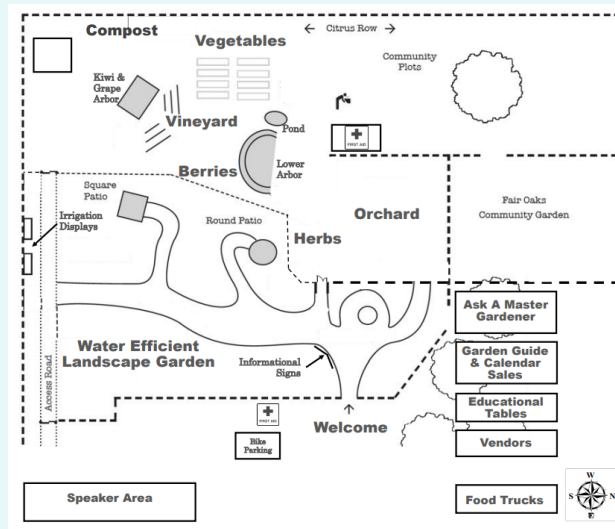 Compost
Vegetables
Citrus Row
Community
Plots
Kiwi &
Grape
Arbor
Vineyard
Pond
FIRST AID
Berries
Lower
Arbor
Square
Patio
Irrigation
Displays
Round Patio
Herbs
Orchard
Fair Oaks
Community Garden
Ask A Master
Gardener
Water Efficient
Landscape Garden
Informational
Signs
Garden Guide
& Calendar
Sales
Access Road
Educational
Tables
FIRST AID
Welcome
Bike
Parking
Vendors
Speaker Area
Food Trucks
W
S
N
E